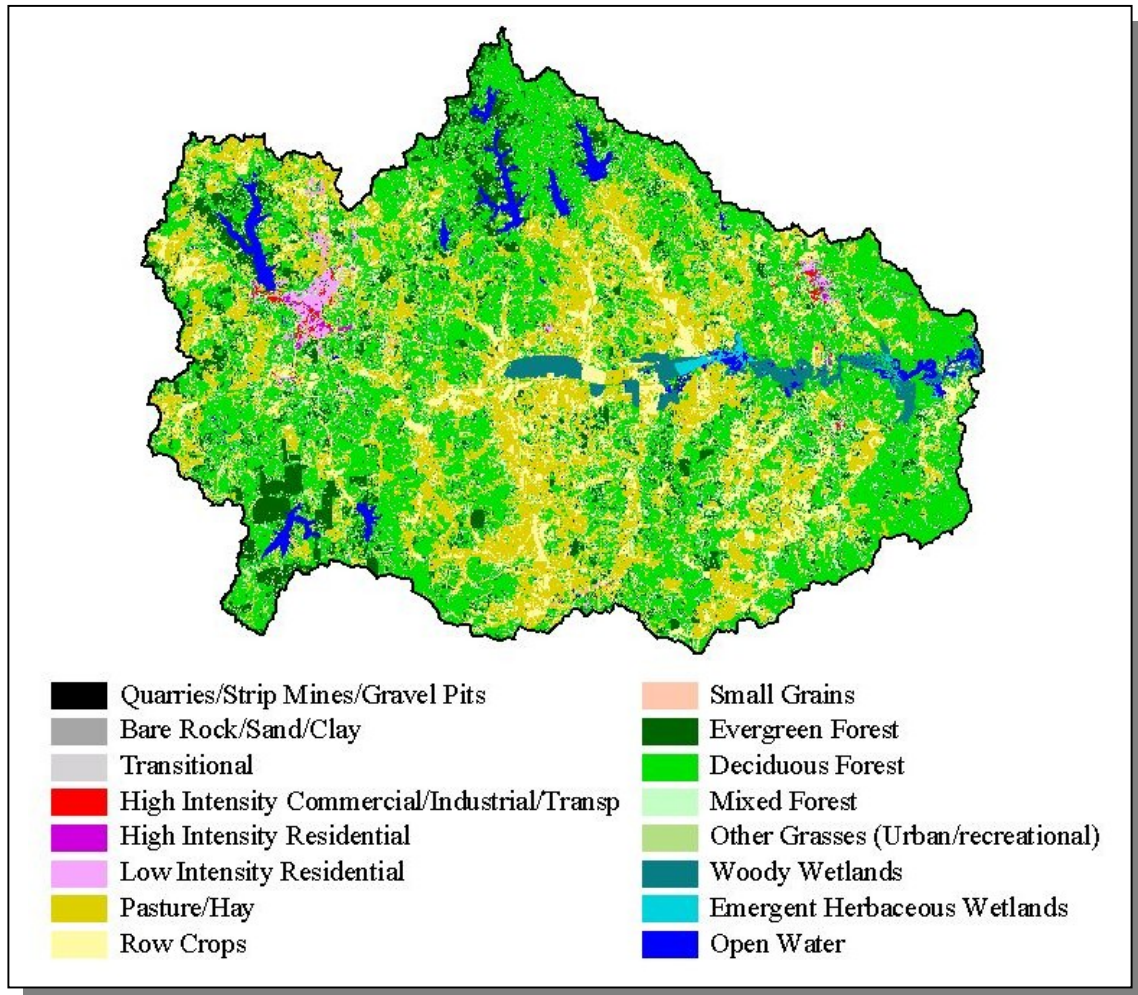 Quarries/Strip Mines/Gravel Pits
Bare Rock/Sand/Clay
Transitional
High Intensity Commercial/Industrial/Transp
High Intensity Residential
Low Intensity Residential
Pasture/Hay
Row Crops
Small Grains
Evergreen Forest
Deciduous Forest
Mixed Forest
Other Grasses (Urban/recreational)
Woody Wetlands
Emergent Herbaceous Wetlands
Open Water